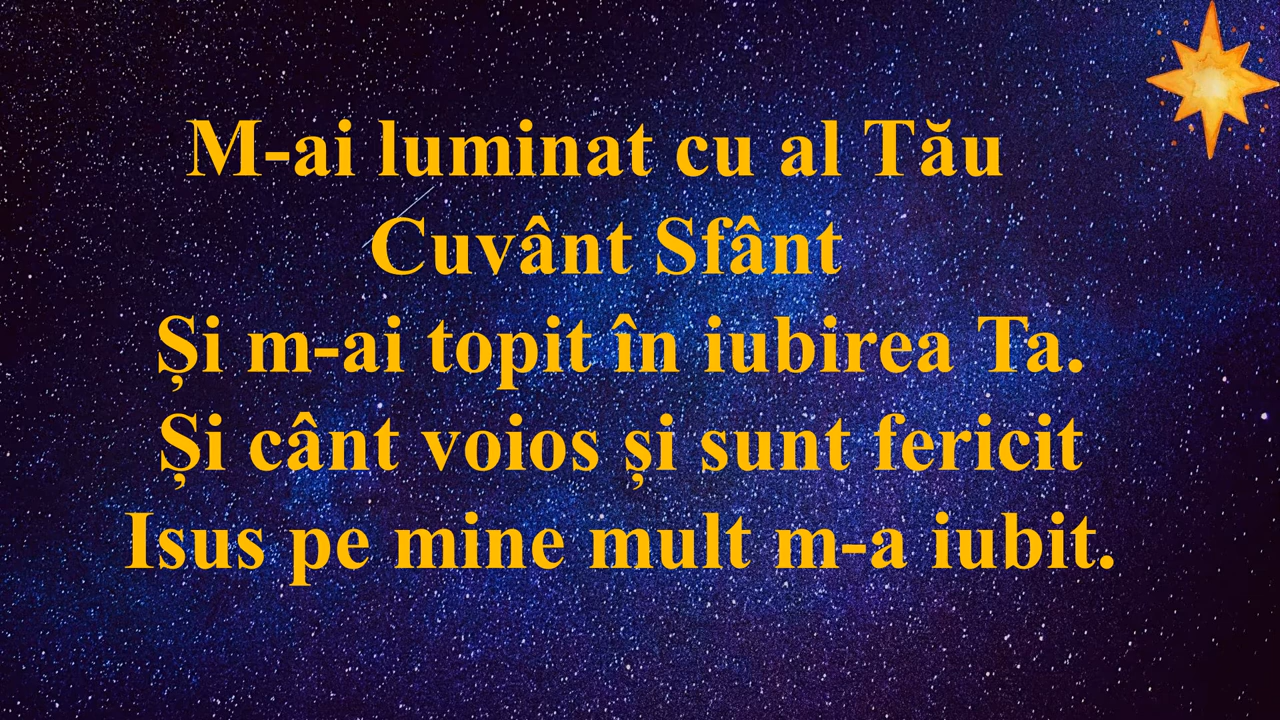 M-ai luminat cu al Tău
Cuvânt Sfânt
Și m-ai topit în iubirea Ta.
Și cânt voios și sunt fericit
Isus pe mine mult m-a iubit.